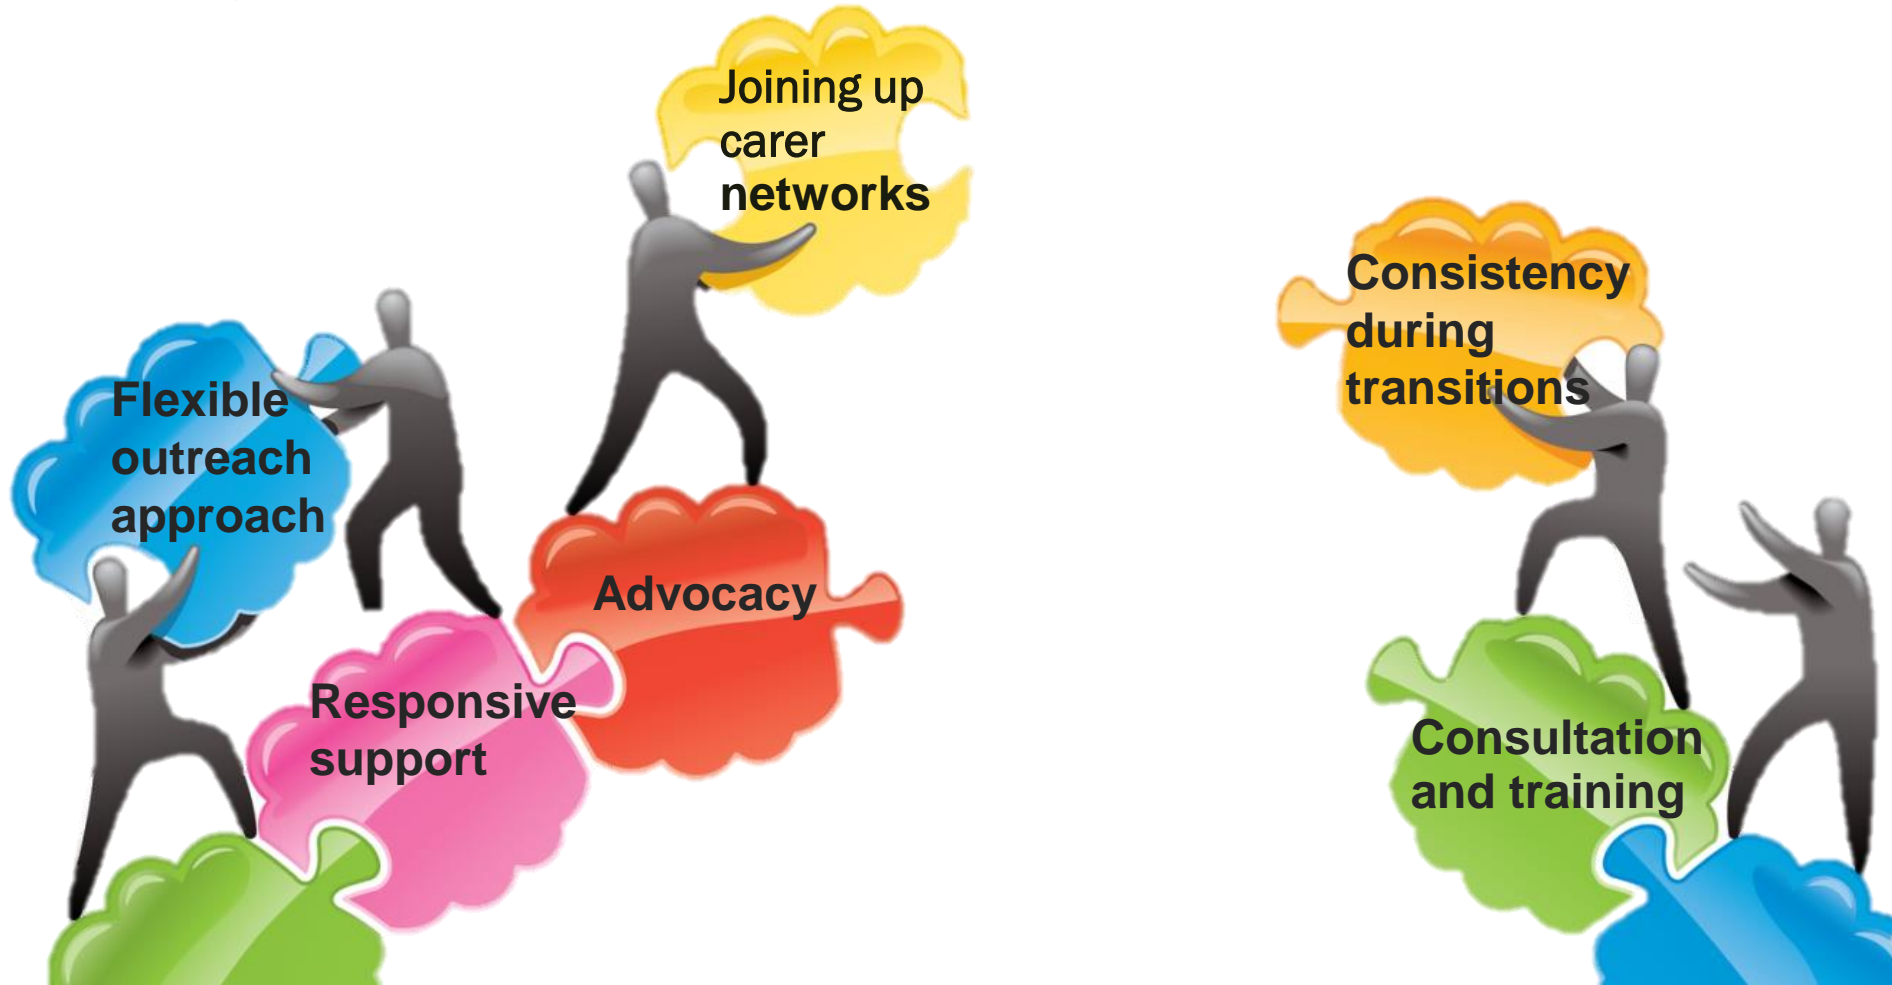 Joining up
carer
networks
Consistency
during
transitions
Flexible
outreach
approach
Advocacy
Responsive
support
Consultation
and training